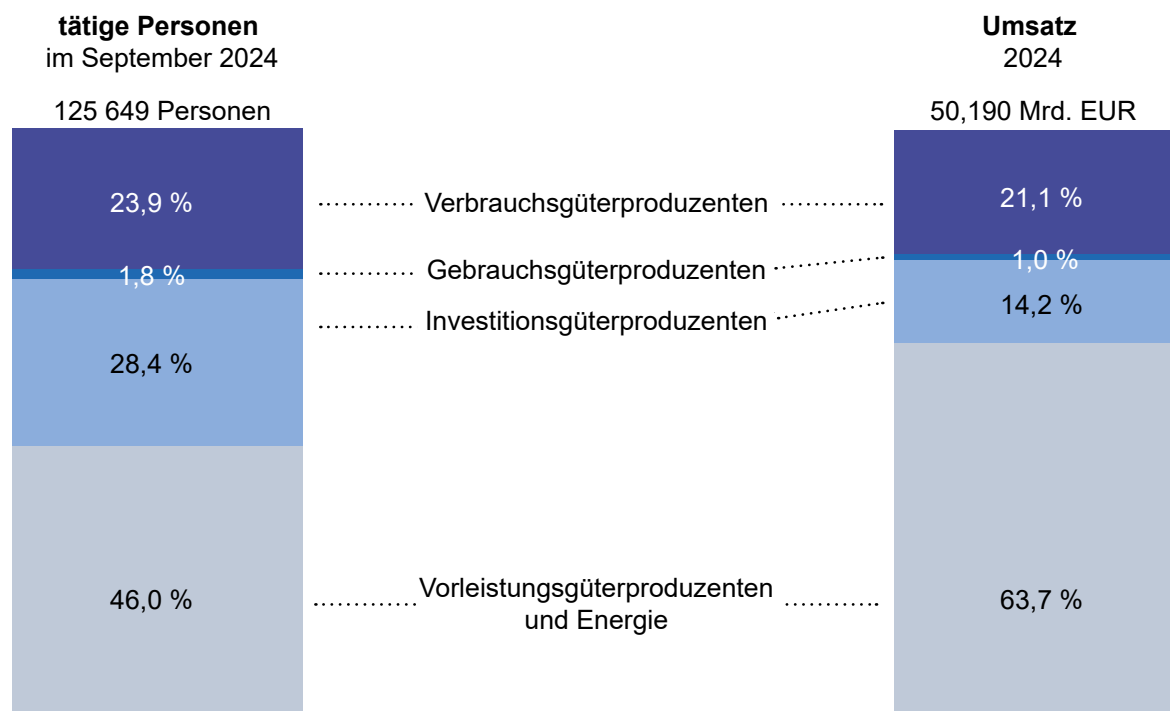 tätige Personen
im September 2024
125 649 Personen
Umsatz
2024
50,190 Mrd. EUR
23,9 %
Verbrauchsgüterproduzenten
21,1 %
1,8 %
Gebrauchsgüterproduzenten
1,0 %
28,4 %
Investitionsgüterproduzenten
14,2 %
46,0 %
Vorleistungsgüterproduzenten
und Energie
63,7 %